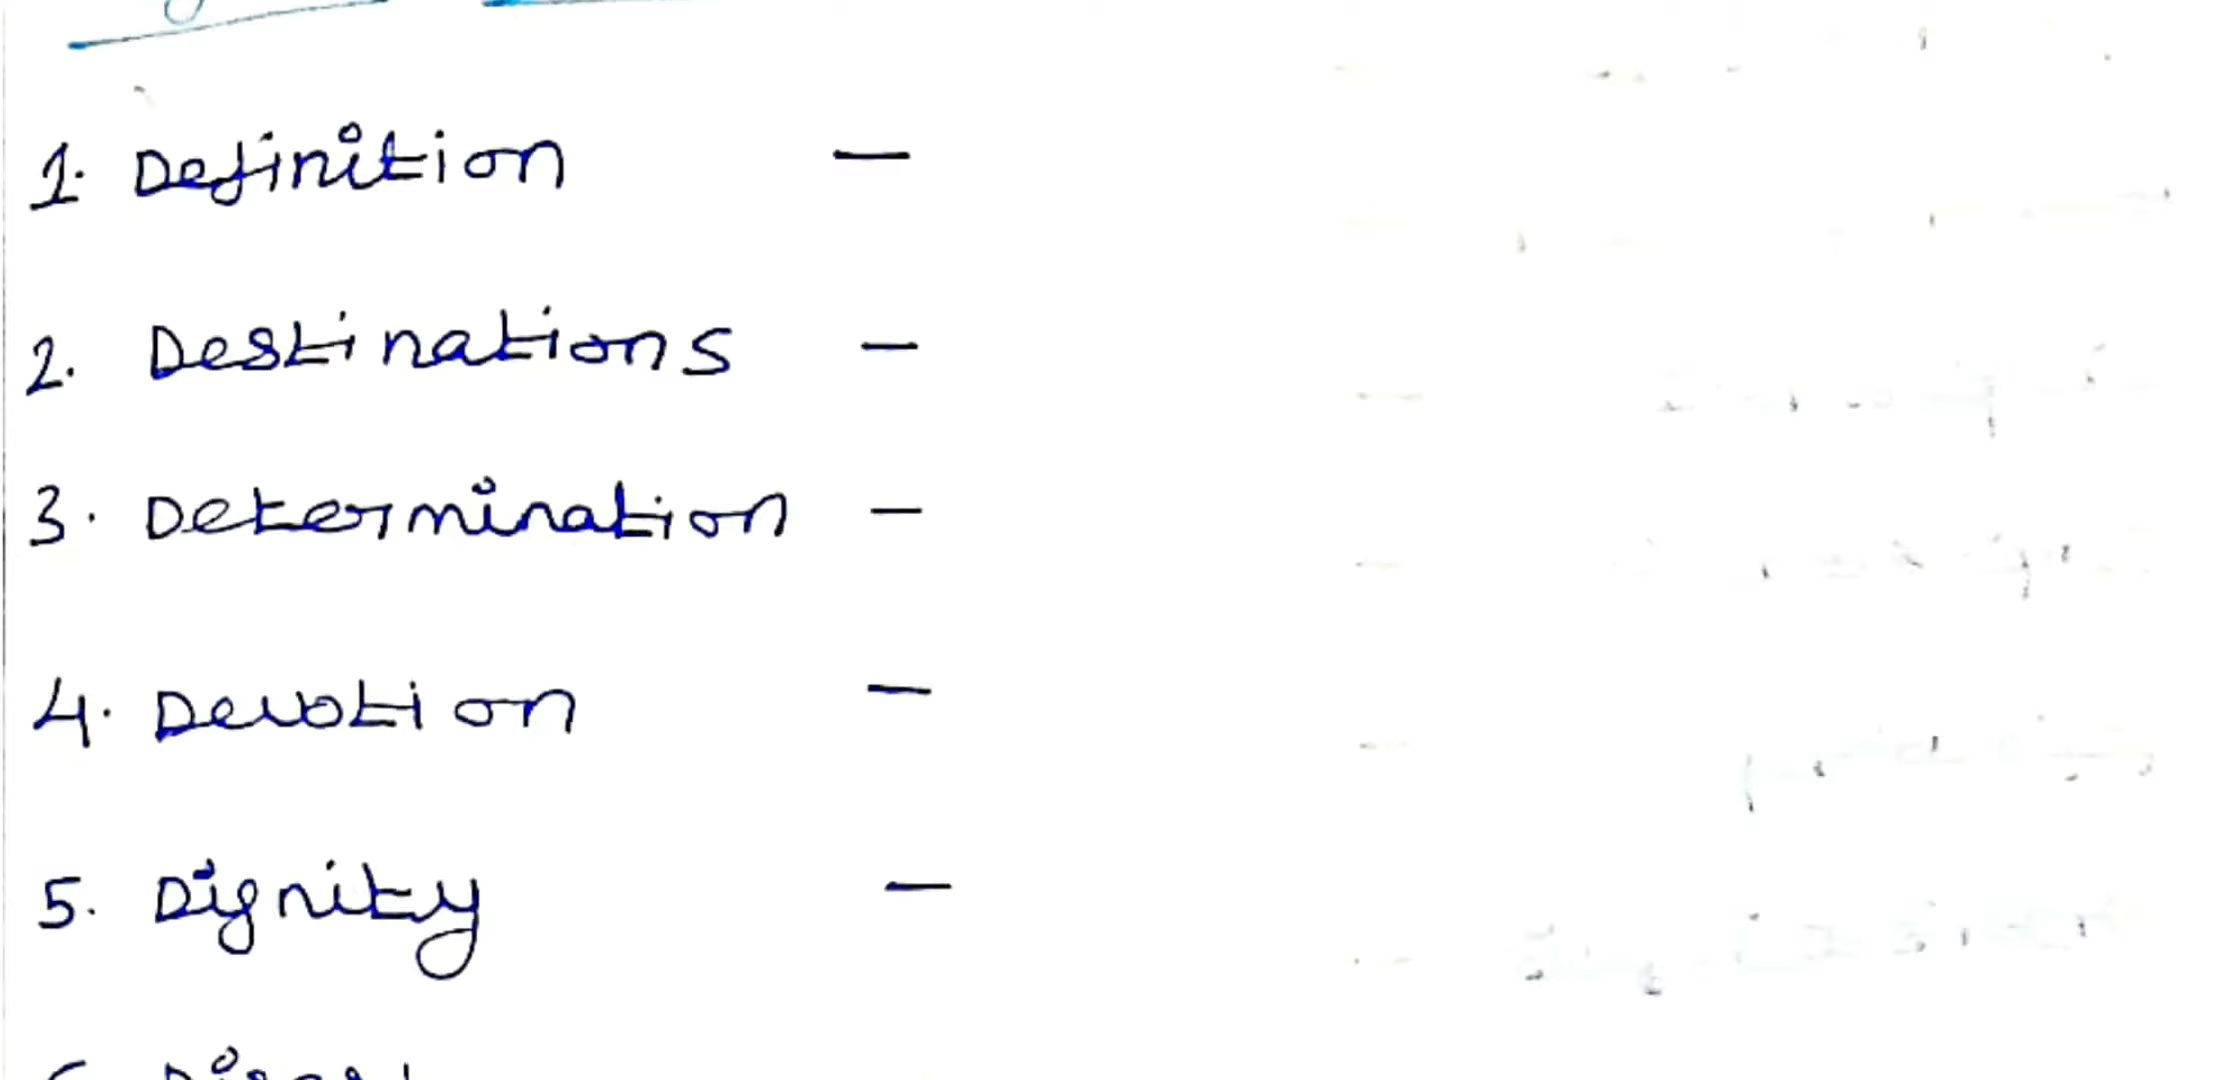 1. Definition -
2. Destinations -
3. Determination -
4. Devotion -
5. Dignity -